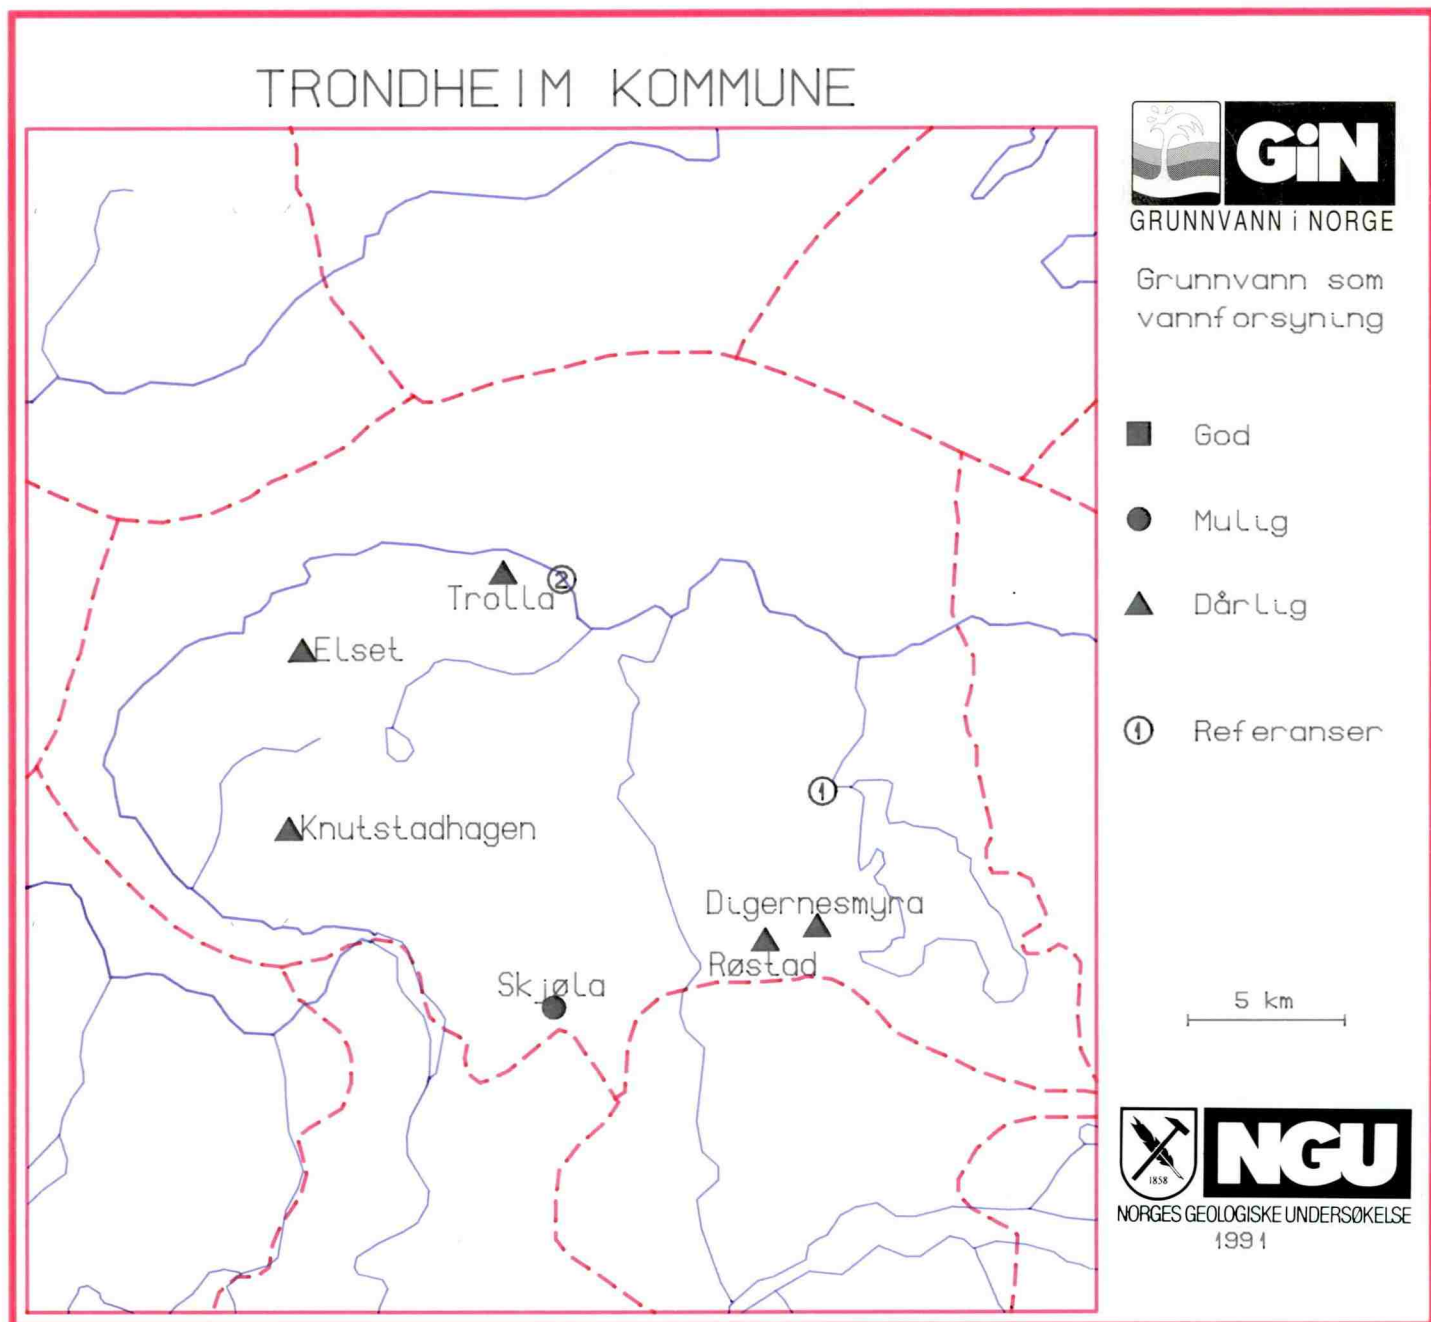 TRONDHEIM KOMMUNE
GiN
GRUNNVANN i NORGE
Grunnvann som
vannforsyning
God
Mulig
Dårlig
1 Referanser
2
Trolla
Elset
1
Knutstadhagen
Digernesmyra
Røstad
Skjøla
5 km
1858
NGU
NORGES GEOLOGISKE UNDERSØKELSE
1991